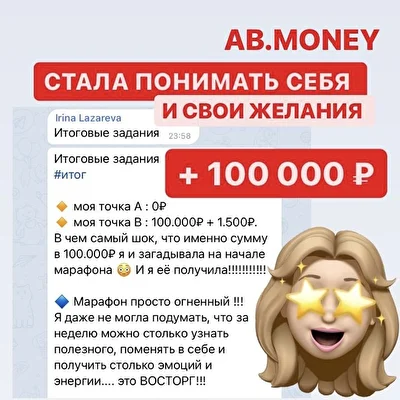 AB.MONEY
СТАЛА ПОНИМАТЬ СЕБЯ
И СВОИ ЖЕЛАНИЯ
Irina Lazareva
Итоговые задания 23:58
+ 100 000 ₽
Итоговые задания
#итог
🔸 моя точка А : 0₽
🔸 моя точка В : 100.000₽ + 1.500₽.
В чем самый шок, что именно сумму
в 100.000₽ я и загадывала на начале
марафона 😳 И я её получила!!!!!!!!!!!
🔷 Марафон просто огненный !!!
Я даже не могла подумать, что за
неделю можно столько узнать
полезного, поменять в себе и
получить столько эмоций и
энергии.... это ВОСТОРГ!!!